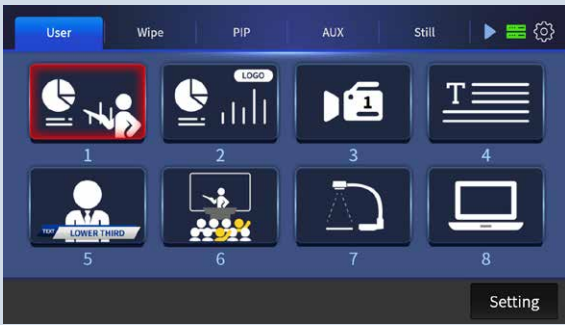 User Wipe PIP AUX Still
LOGO
1
T
1 2 3 4
TEXT LOWER THIRD
5 6 7 8
Setting